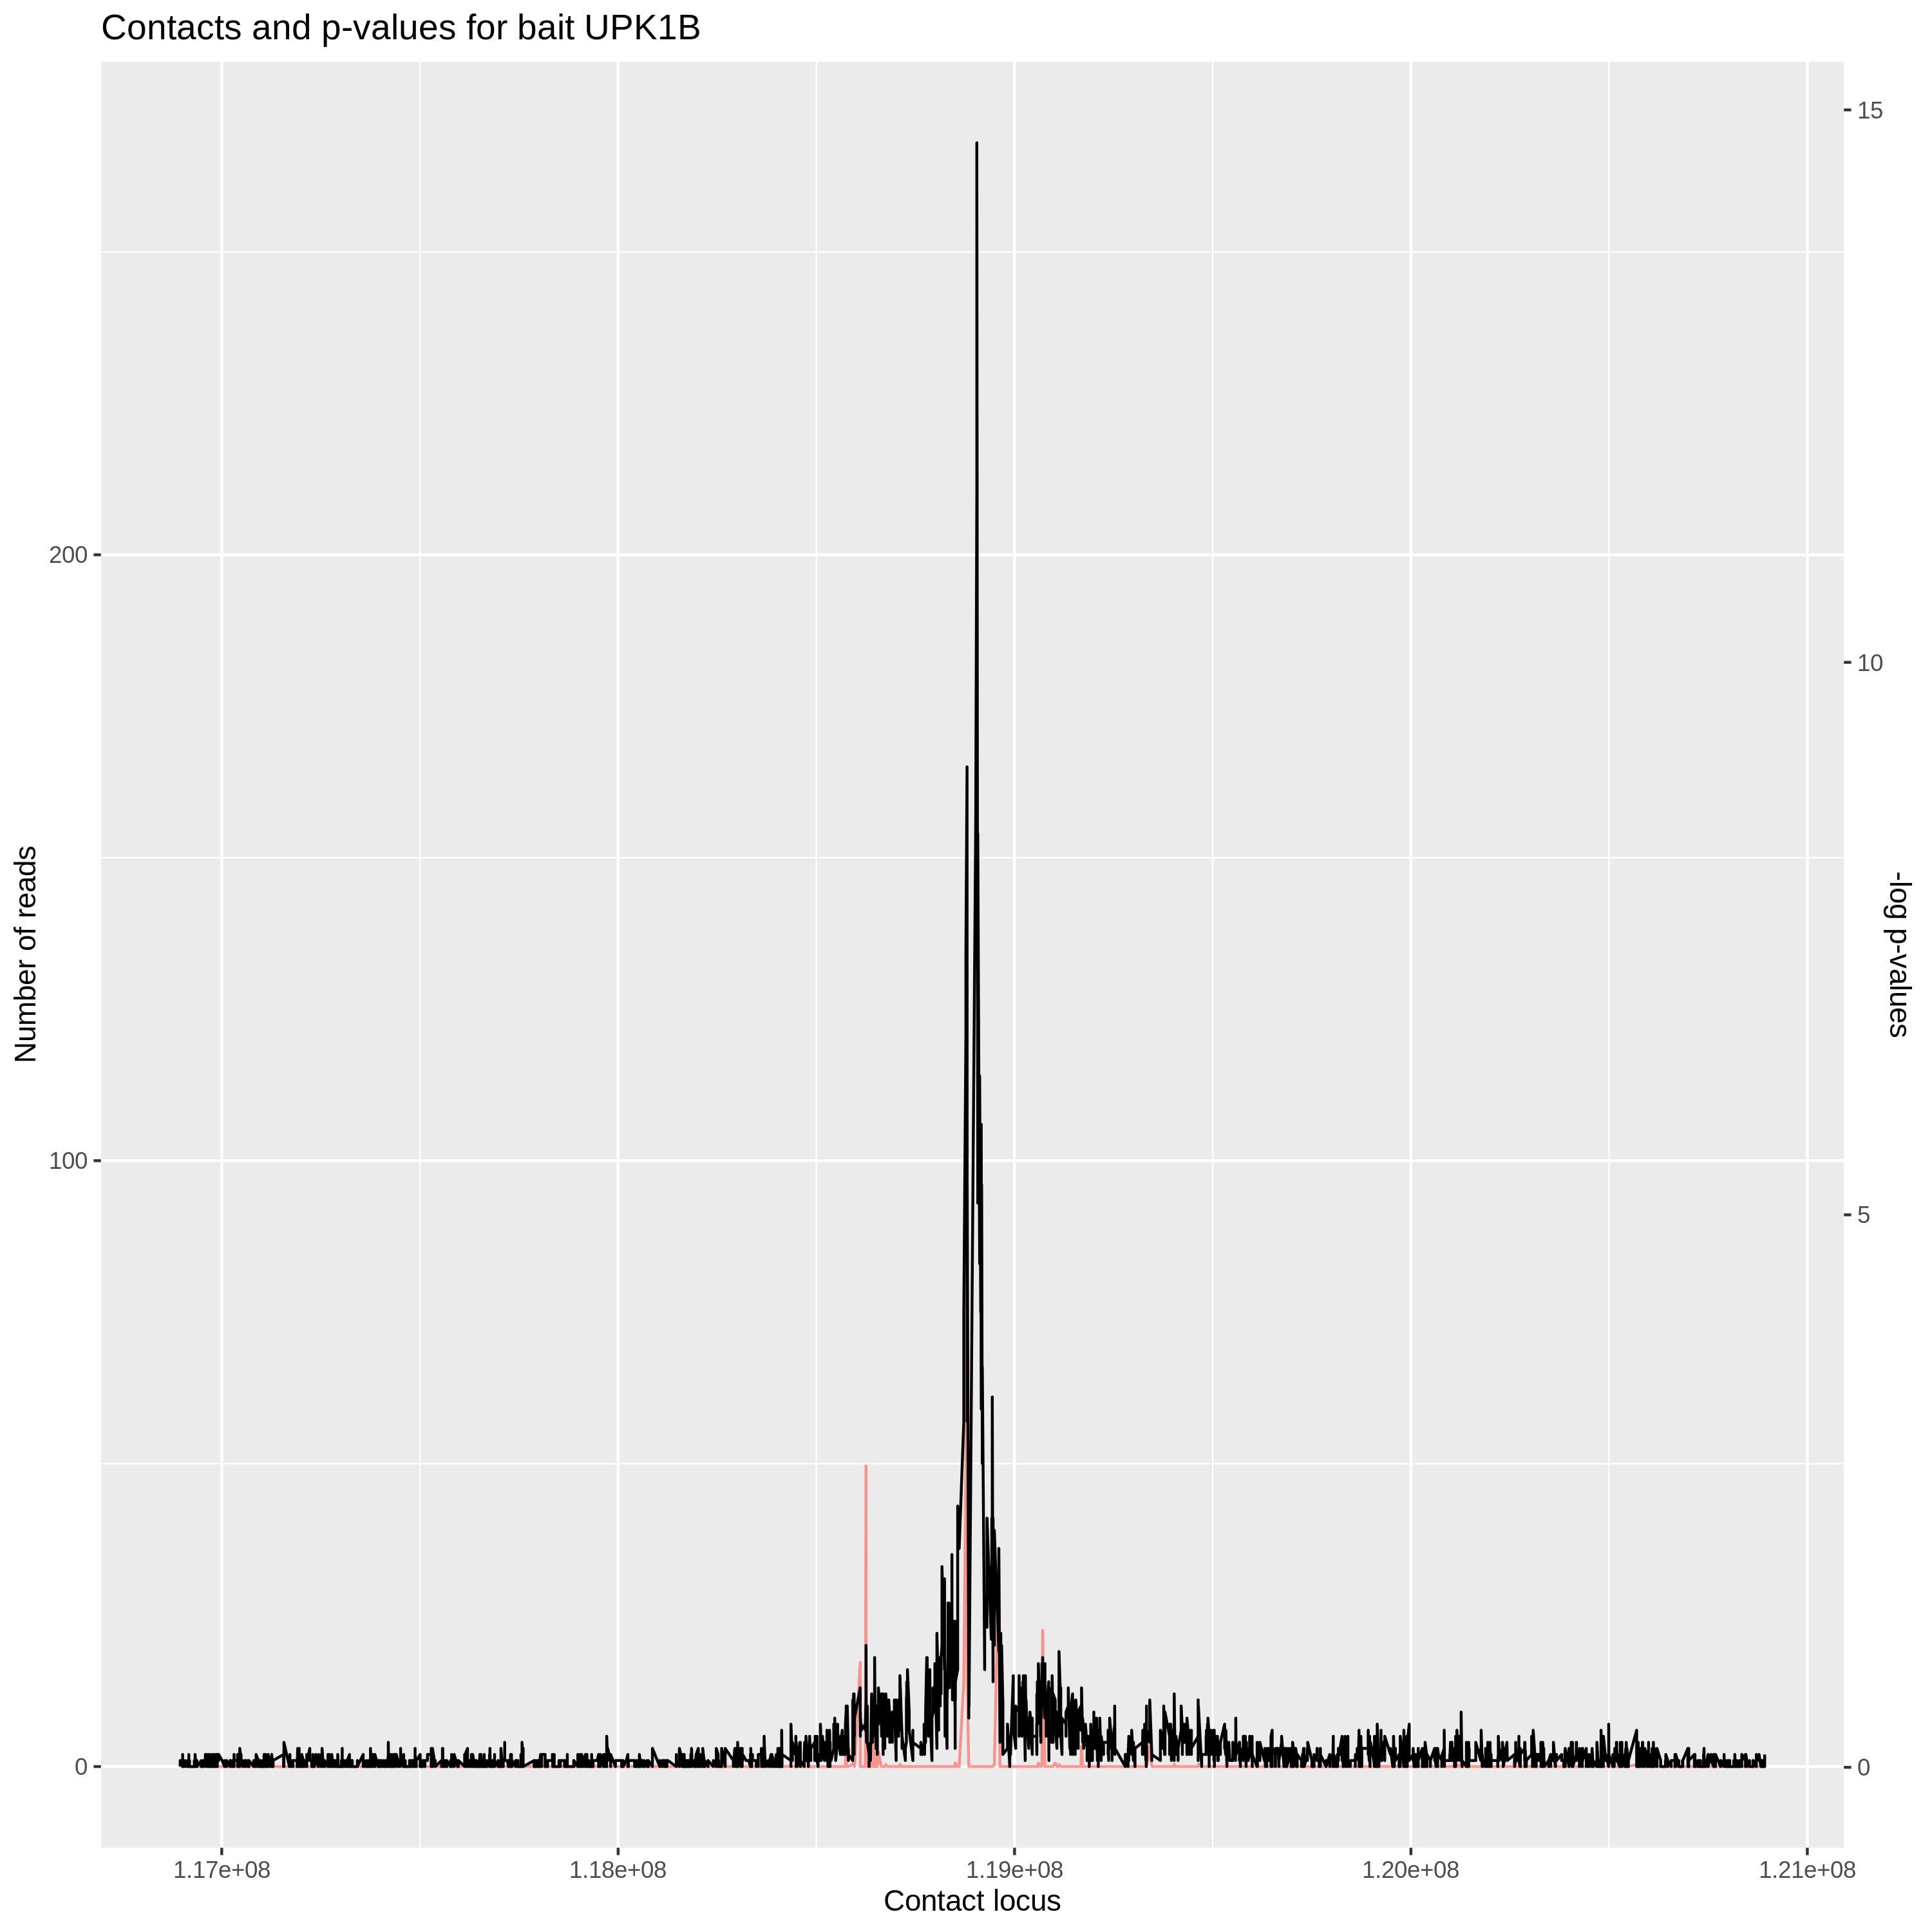 Contacts and p-values for bait UPK1B
Number of reads
200
100
0
15
10
5
0
-log p-values
1.17e+08
1.18e+08
1.19e+08
1.20e+08
1.21e+08
Contact locus